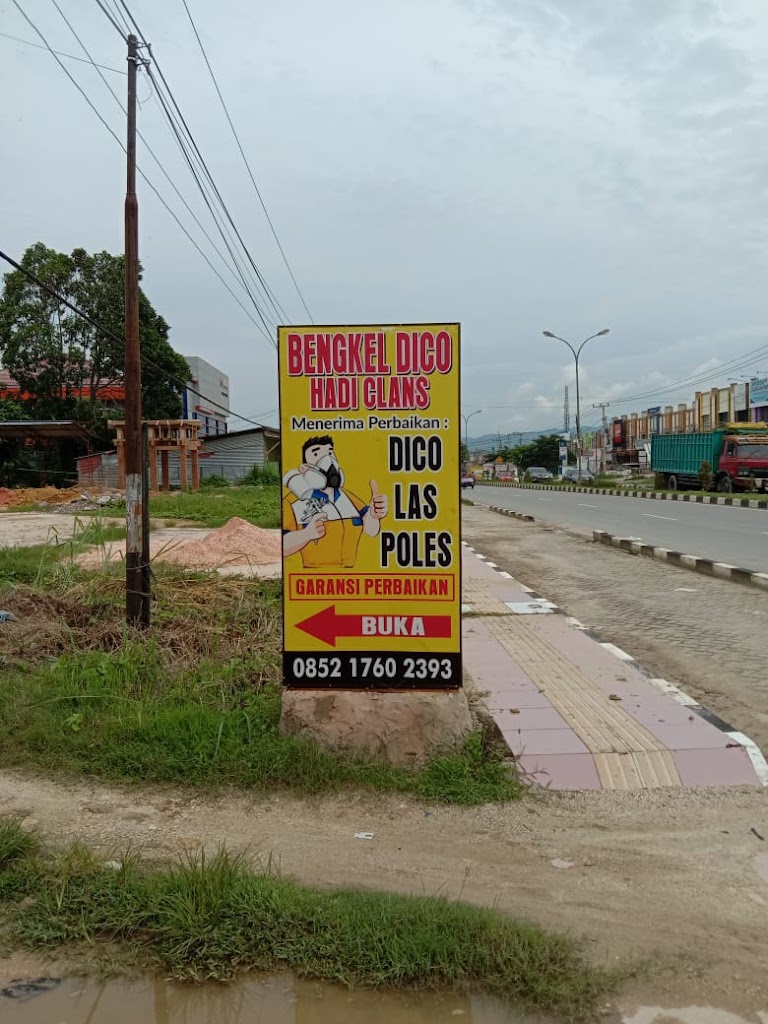 BENGKEL DICO
HADI CLANS
Menerima Perbaikan :
DICO
LAS
POLES
GARANSI PERBAIKAN
BUKA
0852 1760 2393